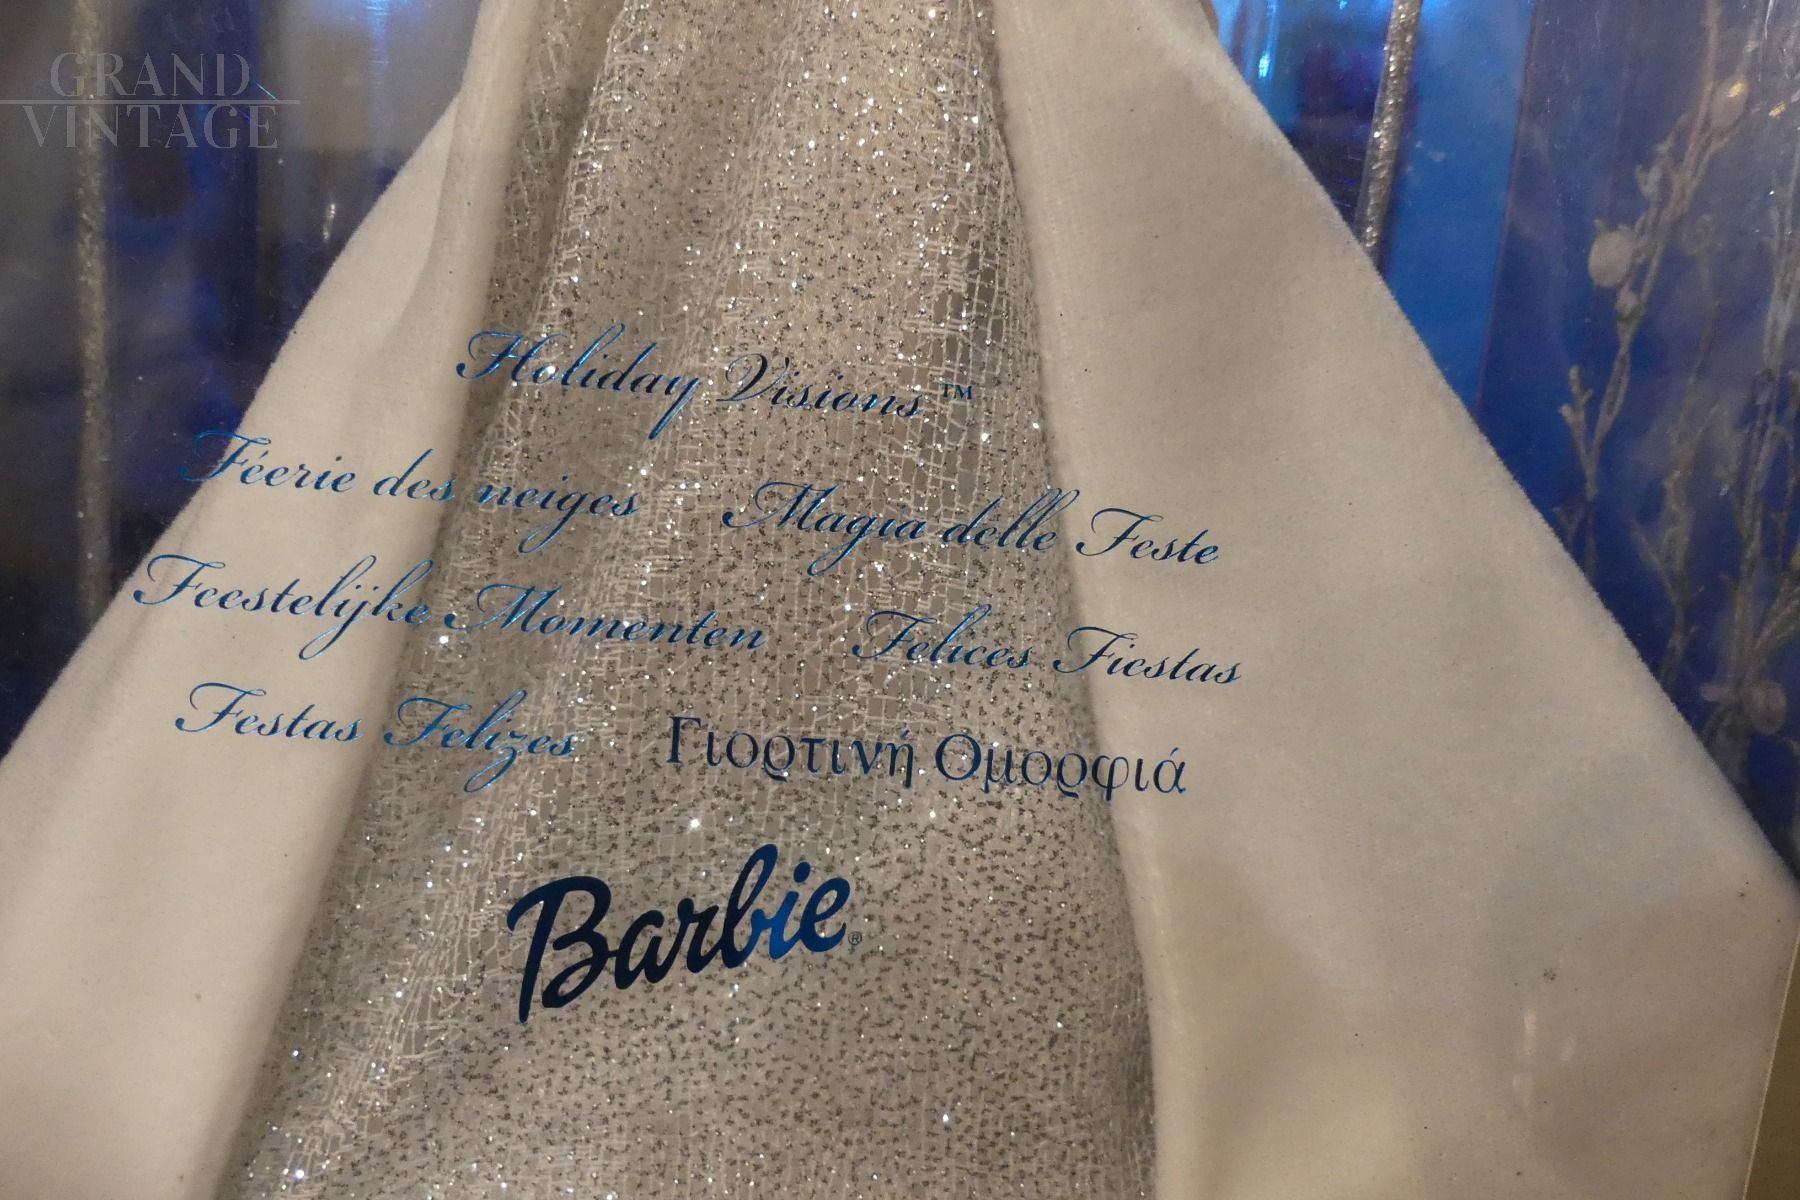 GRAND
VINTAGE
Holiday Visions™
Féerie des neiges Magia delle Feste
Feestelijke Momenten Felices Fiestas
Festas Felizes Γιορτινή Ομορφιά
Barbie®